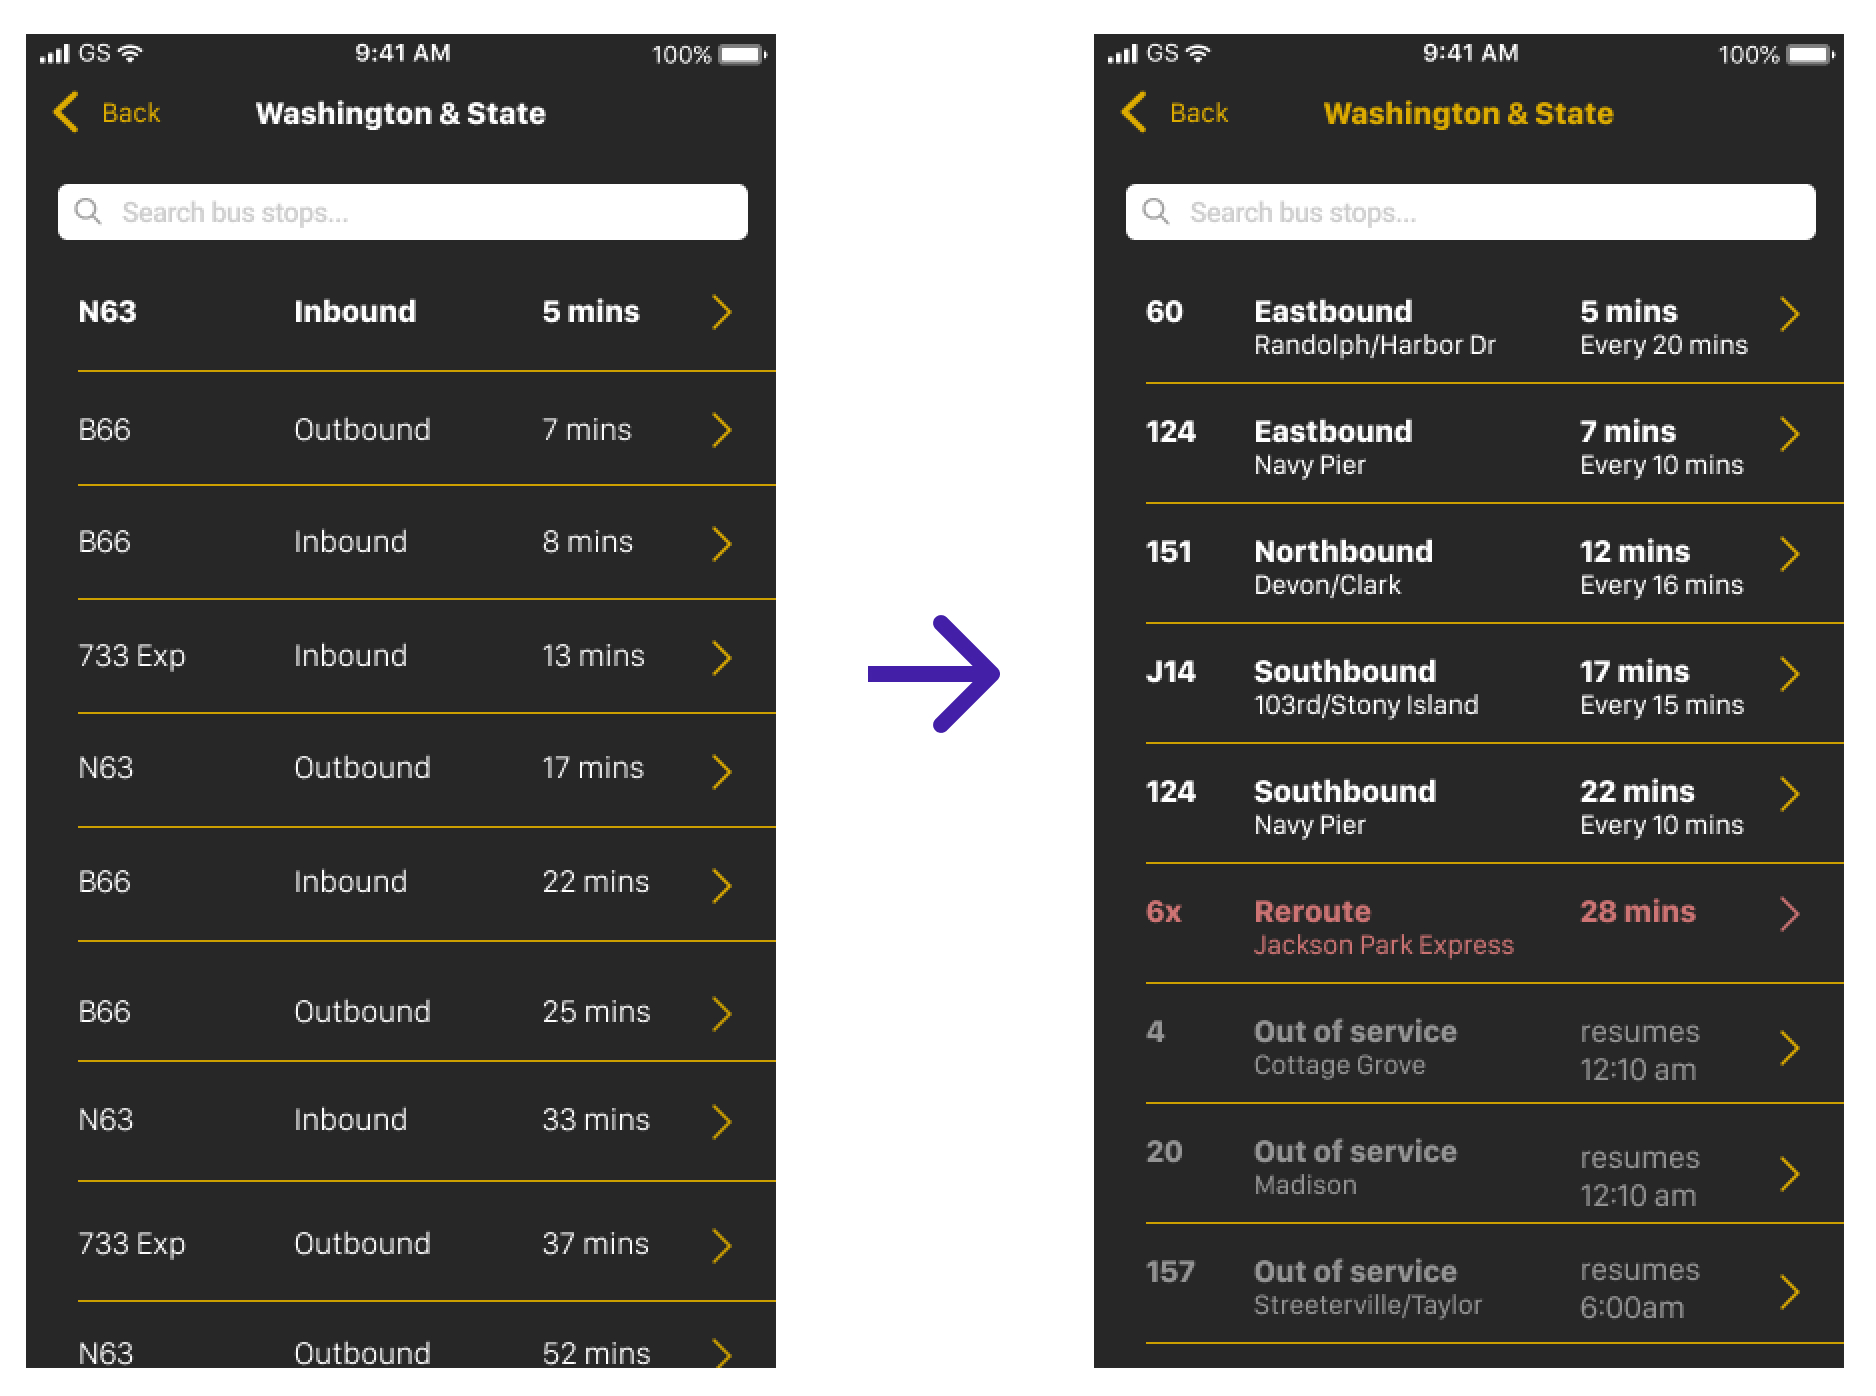 GS 9:41 AM 100%
Back Washington & State
Search bus stops...
N63 Inbound 5 mins
B66 Outbound 7 mins
B66 Inbound 8 mins
733 Exp Inbound 13 mins
N63 Outbound 17 mins
B66 Inbound 22 mins
B66 Outbound 25 mins
N63 Inbound 33 mins
733 Exp Outbound 37 mins
N63 Outbound 52 mins
GS 9:41 AM 100%
Back Washington & State
Search bus stops...
60 Eastbound 5 mins
Randolph/Harbor Dr Every 20 mins
124 Eastbound 7 mins
Navy Pier Every 10 mins
151 Northbound 12 mins
Devon/Clark Every 16 mins
J14 Southbound 17 mins
103rd/Stony Island Every 15 mins
124 Southbound 22 mins
Navy Pier Every 10 mins
6x Reroute 28 mins
Jackson Park Express
4 Out of service resumes
Cottage Grove 12:10 am
20 Out of service resumes
Madison 12:10 am
157 Out of service resumes
Streeterville/Taylor 6:00am